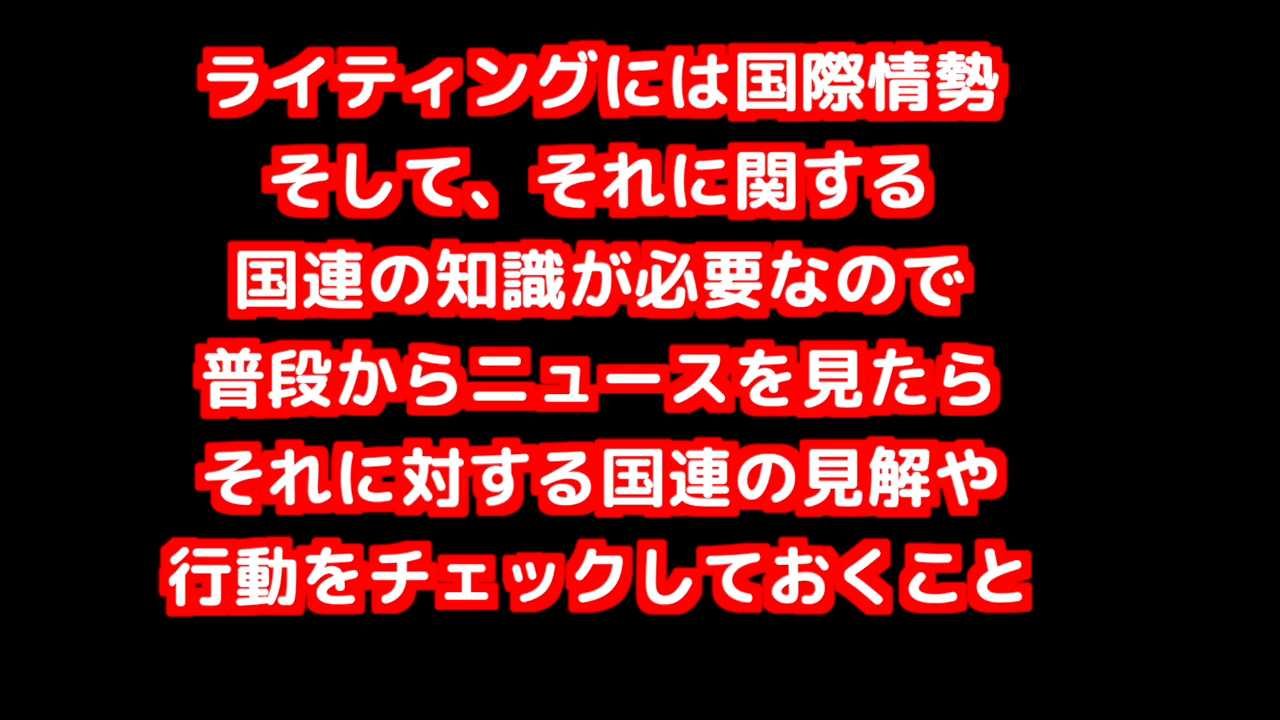 ライティングには国際情勢
そして、それに関する
国連の知識が必要なので
普段からニュースを見たら
それに対する国連の見解や
行動をチェックしておくこと